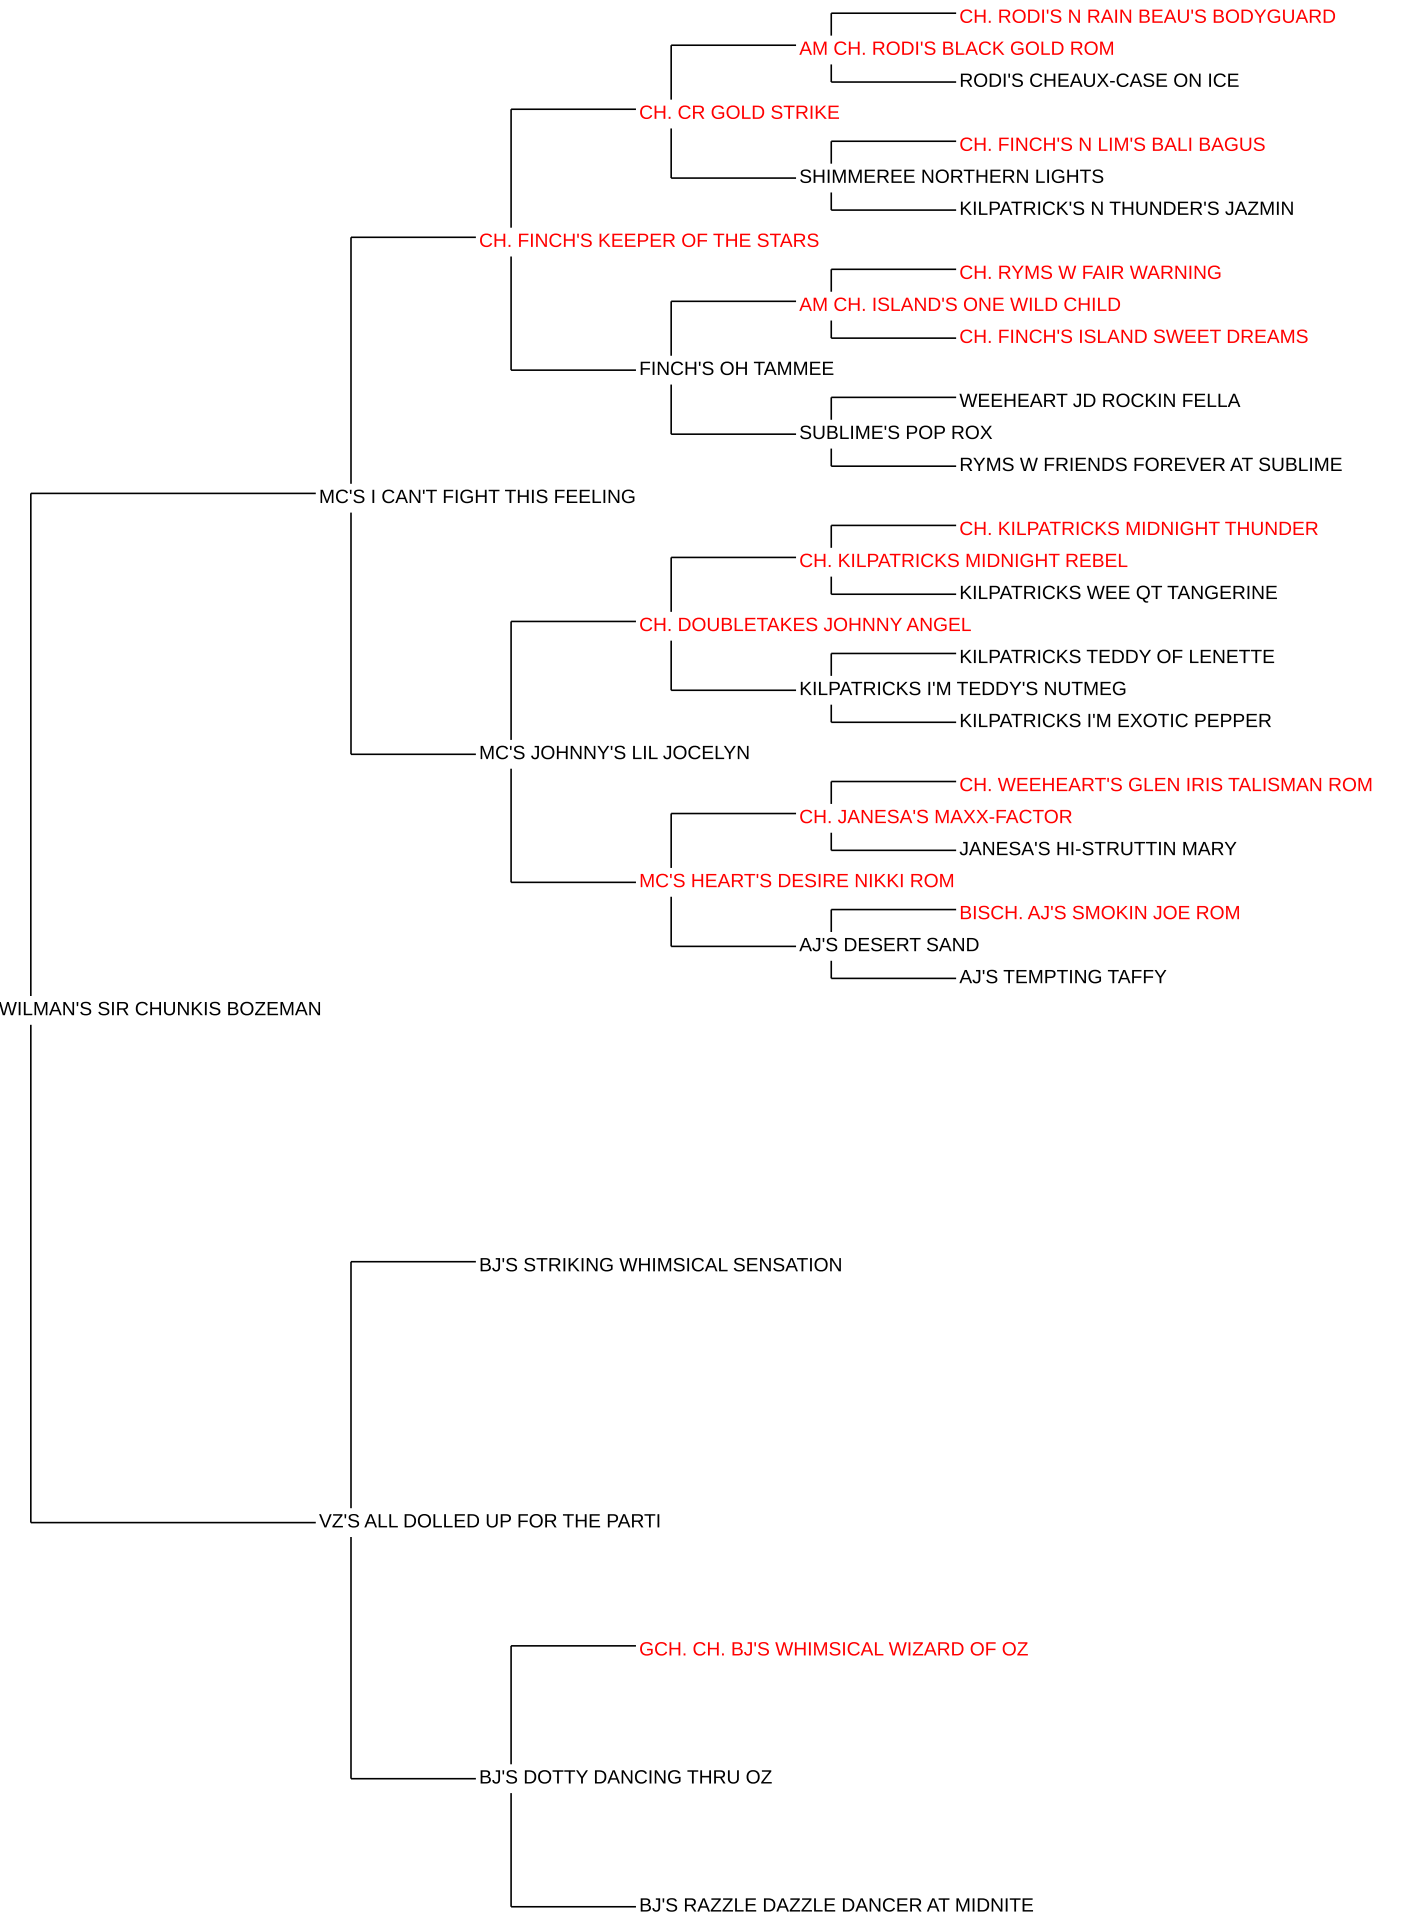 CH. RODI'S N RAIN BEAU'S BODYGUARD
AM CH. RODI'S BLACK GOLD ROM
RODI'S CHEAUX-CASE ON ICE
CH. CR GOLD STRIKE
CH. FINCH'S N LIM'S BALI BAGUS
SHIMMEREE NORTHERN LIGHTS
KILPATRICK'S N THUNDER'S JAZMIN
CH. FINCH'S KEEPER OF THE STARS
CH. RYMS W FAIR WARNING
AM CH. ISLAND'S ONE WILD CHILD
CH. FINCH'S ISLAND SWEET DREAMS
FINCH'S OH TAMMEE
WEEHEART JD ROCKIN FELLA
SUBLIME'S POP ROX
RYMS W FRIENDS FOREVER AT SUBLIME
MC'S I CAN'T FIGHT THIS FEELING
CH. KILPATRICKS MIDNIGHT THUNDER
CH. KILPATRICKS MIDNIGHT REBEL
KILPATRICKS WEE QT TANGERINE
CH. DOUBLETAKES JOHNNY ANGEL
KILPATRICKS TEDDY OF LENETTE
KILPATRICKS I'M TEDDY'S NUTMEG
KILPATRICKS I'M EXOTIC PEPPER
MC'S JOHNNY'S LIL JOCELYN
CH. WEEHEART'S GLEN IRIS TALISMAN ROM
CH. JANESA'S MAXX-FACTOR
JANESA'S HI-STRUTTIN MARY
MC'S HEART'S DESIRE NIKKI ROM
BISCH. AJ'S SMOKIN JOE ROM
AJ'S DESERT SAND
AJ'S TEMPTING TAFFY
WILMAN'S SIR CHUNKIS BOZEMAN
BJ'S STRIKING WHIMSICAL SENSATION
VZ'S ALL DOLLED UP FOR THE PARTI
GCH. CH. BJ'S WHIMSICAL WIZARD OF OZ
BJ'S DOTTY DANCING THRU OZ
BJ'S RAZZLE DAZZLE DANCER AT MIDNITE